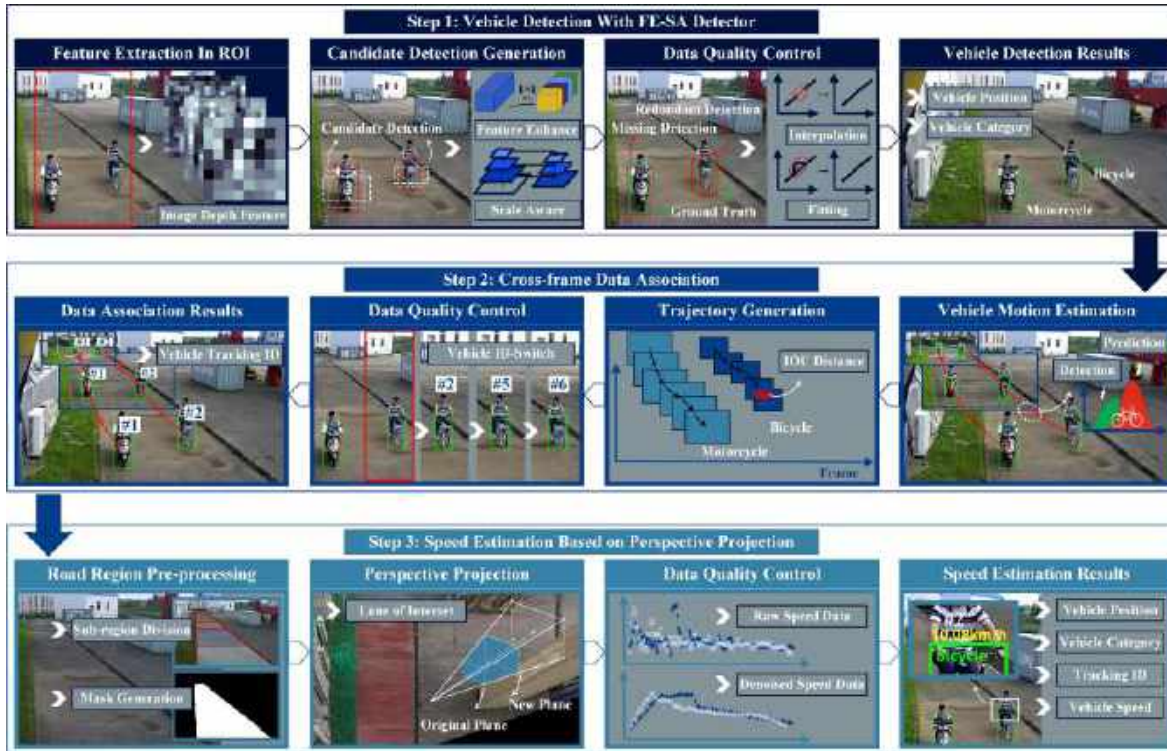 Step 1: Vehicle Detection With FE-SA Detector
Feature Extraction In ROI
Image Depth Feature
Candidate Detection Generation
Candidate Detection
Feature Enhance
Scale Aware
Data Quality Control
Redundant Detection
Missing Detection
Ground Truth
Interpolation
Fitting
Vehicle Detection Results
Vehicle Position
Vehicle Category
Bicycle
Motorcycle
Step 2: Cross-frame Data Association
Data Association Results
Vehicle Tracking ID
#1
#3
#1
#2
Data Quality Control
Vehicle ID-Switch
#2
#5
#6
Trajectory Generation
IOU Distance
Bicycle
Motorcycle
Frame
Vehicle Motion Estimation
Prediction
Detection
Step 3: Speed Estimation Based on Perspective Projection
Road Region Pre-processing
Sub-region Division
Mask Generation
Perspective Projection
Lane of Interset
New Plane
Original Plane
Data Quality Control
Raw Speed Data
Denoised Speed Data
Speed Estimation Results
bicycle
Vehicle Position
Vehicle Category
Tracking ID
Vehicle Speed